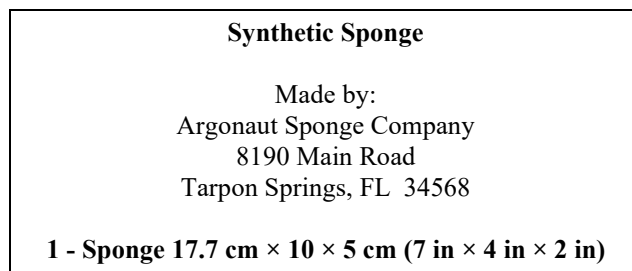 Synthetic Sponge
Made by:
Argonaut Sponge Company
8190 Main Road
Tarpon Springs, FL  34568
1 - Sponge 17.7 cm × 10 × 5 cm (7 in × 4 in × 2 in)